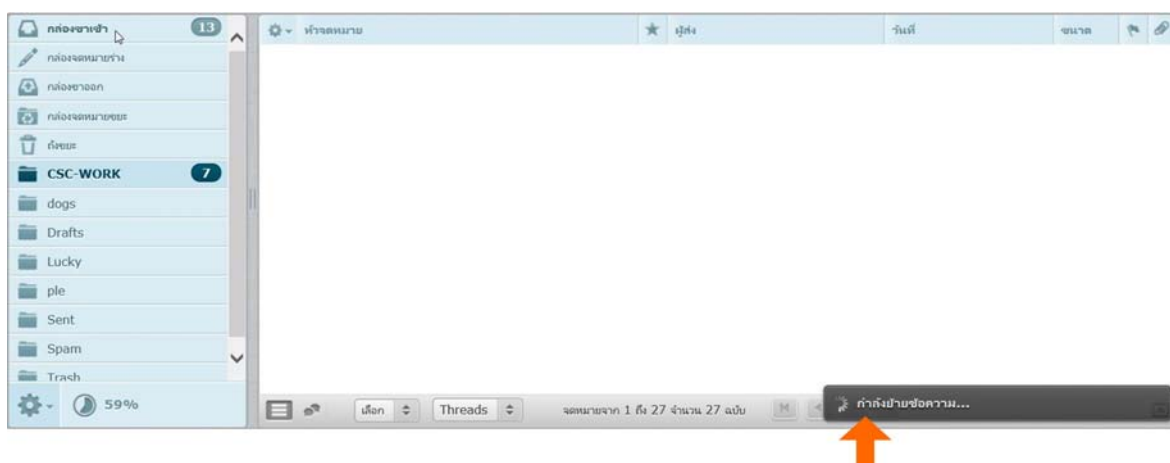 กล่องขาเข้า 13
กล่องจดหมายร่าง
กล่องขาออก
กล่องจดหมายขยะ
ถังขยะ
CSC-WORK 7
dogs
Drafts
Lucky
ple
Sent
Spam
Trash
59%
หัวจดหมาย ผู้ส่ง วันที่ ขนาด
เลือก Threads จดหมายจาก 1 ถึง 27 จำนวน 27 ฉบับ
กำลังย้ายข้อความ...